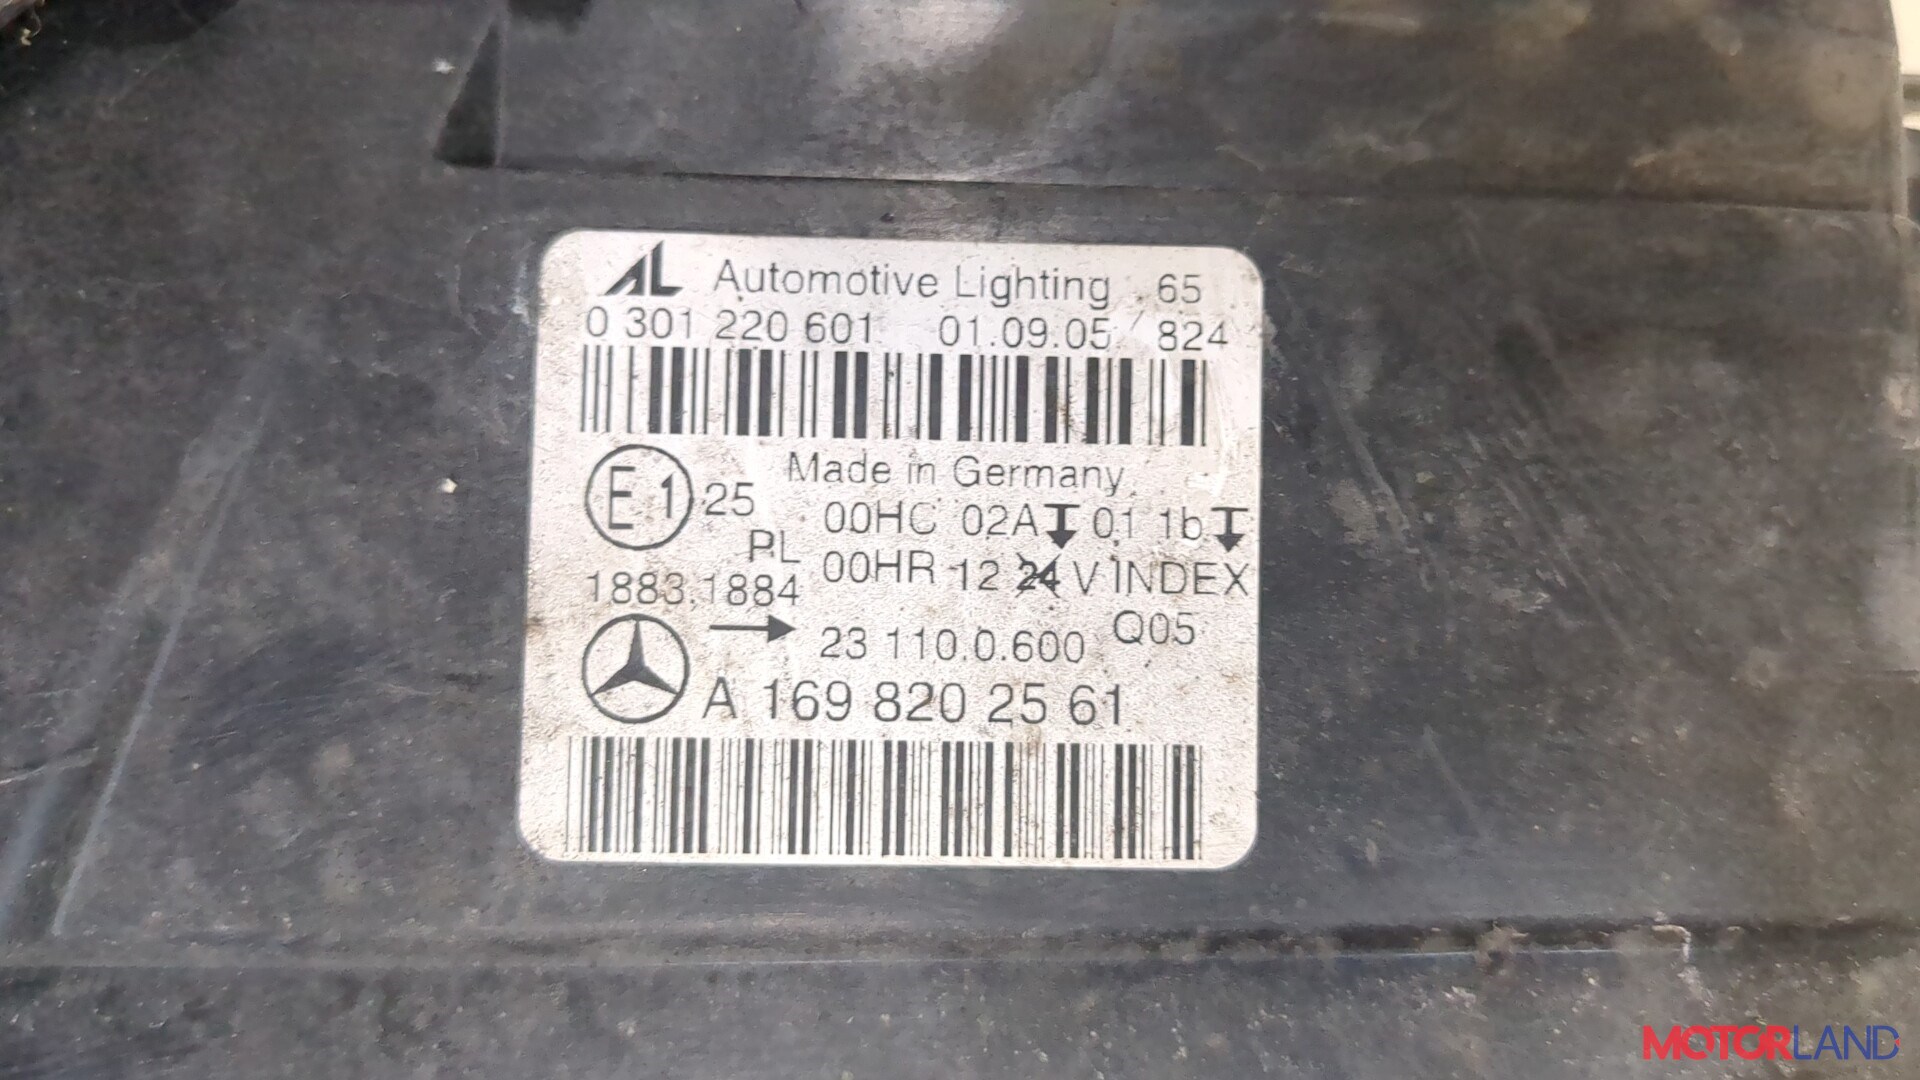 AL Automotive Lighting 65
0 301 220 601 01.09.05 824
Made in Germany
E1 25 00HC 02A 01 1b
PL 00HR 12 24 V INDEX
1883.1884
→ 23 110.0.600 Q05
A 169 820 25 61
MOTORLAND